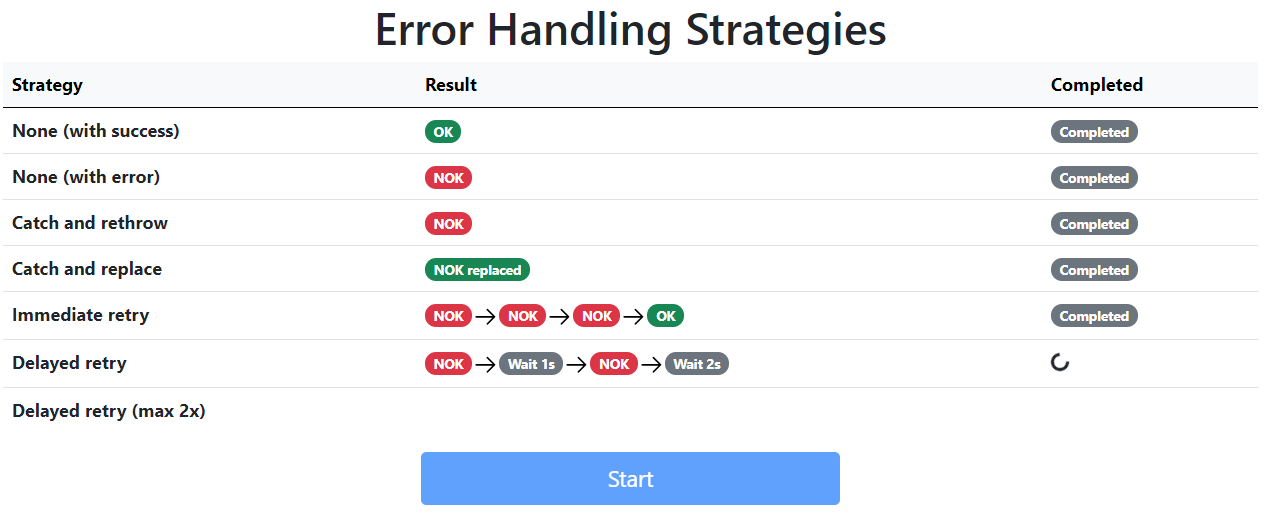 Error Handling Strategies
Strategy Result Completed
None (with success) OK Completed
None (with error) NOK Completed
Catch and rethrow NOK Completed
Catch and replace NOK replaced Completed
Immediate retry NOK → NOK → NOK → OK Completed
Delayed retry NOK → Wait 1s → NOK → Wait 2s
Delayed retry (max 2x)
Start